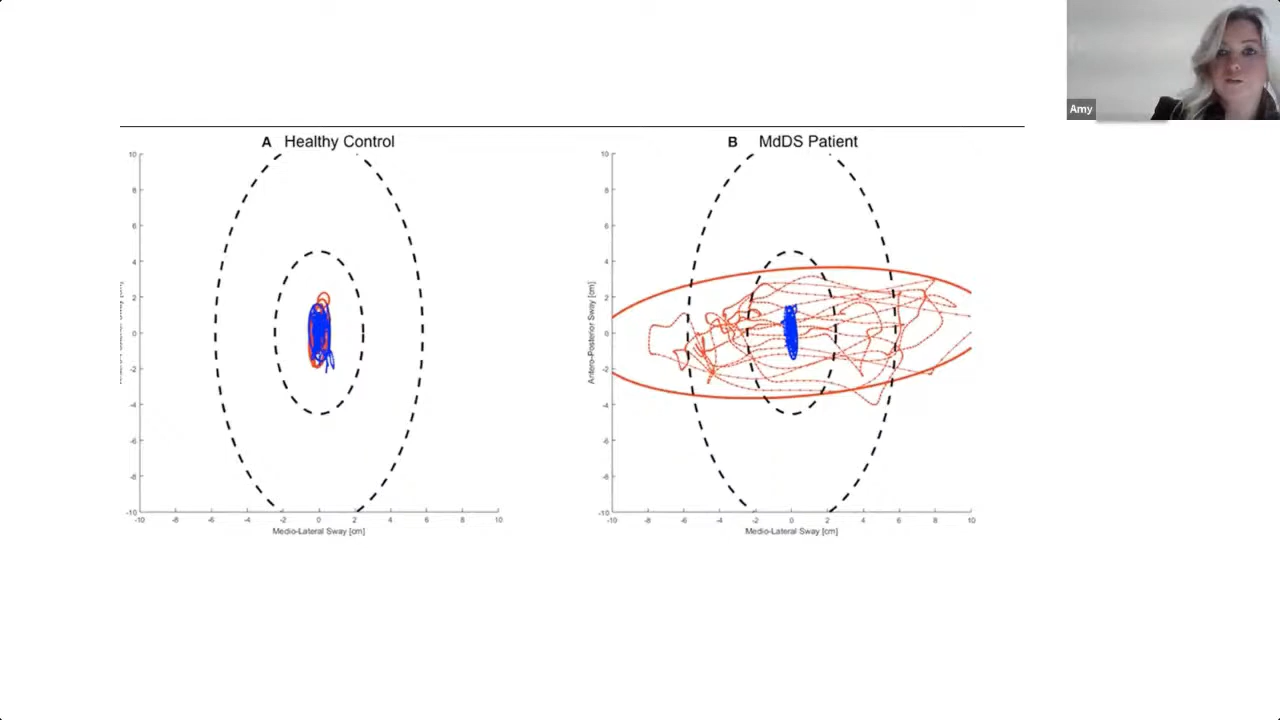 Amy
A Healthy Control
10
8
6
4
2
0
-2
-4
-6
-8
-10
-10 -8 -6 -4 -2 0 2 4 6 8 10
Medio-Lateral Sway [cm]
B MdDS Patient
Antero-Posterior Sway [cm]
10
8
6
4
2
0
-2
-4
-6
-8
-10
-10 -8 -6 -4 -2 0 2 4 6 8 10
Medio-Lateral Sway [cm]